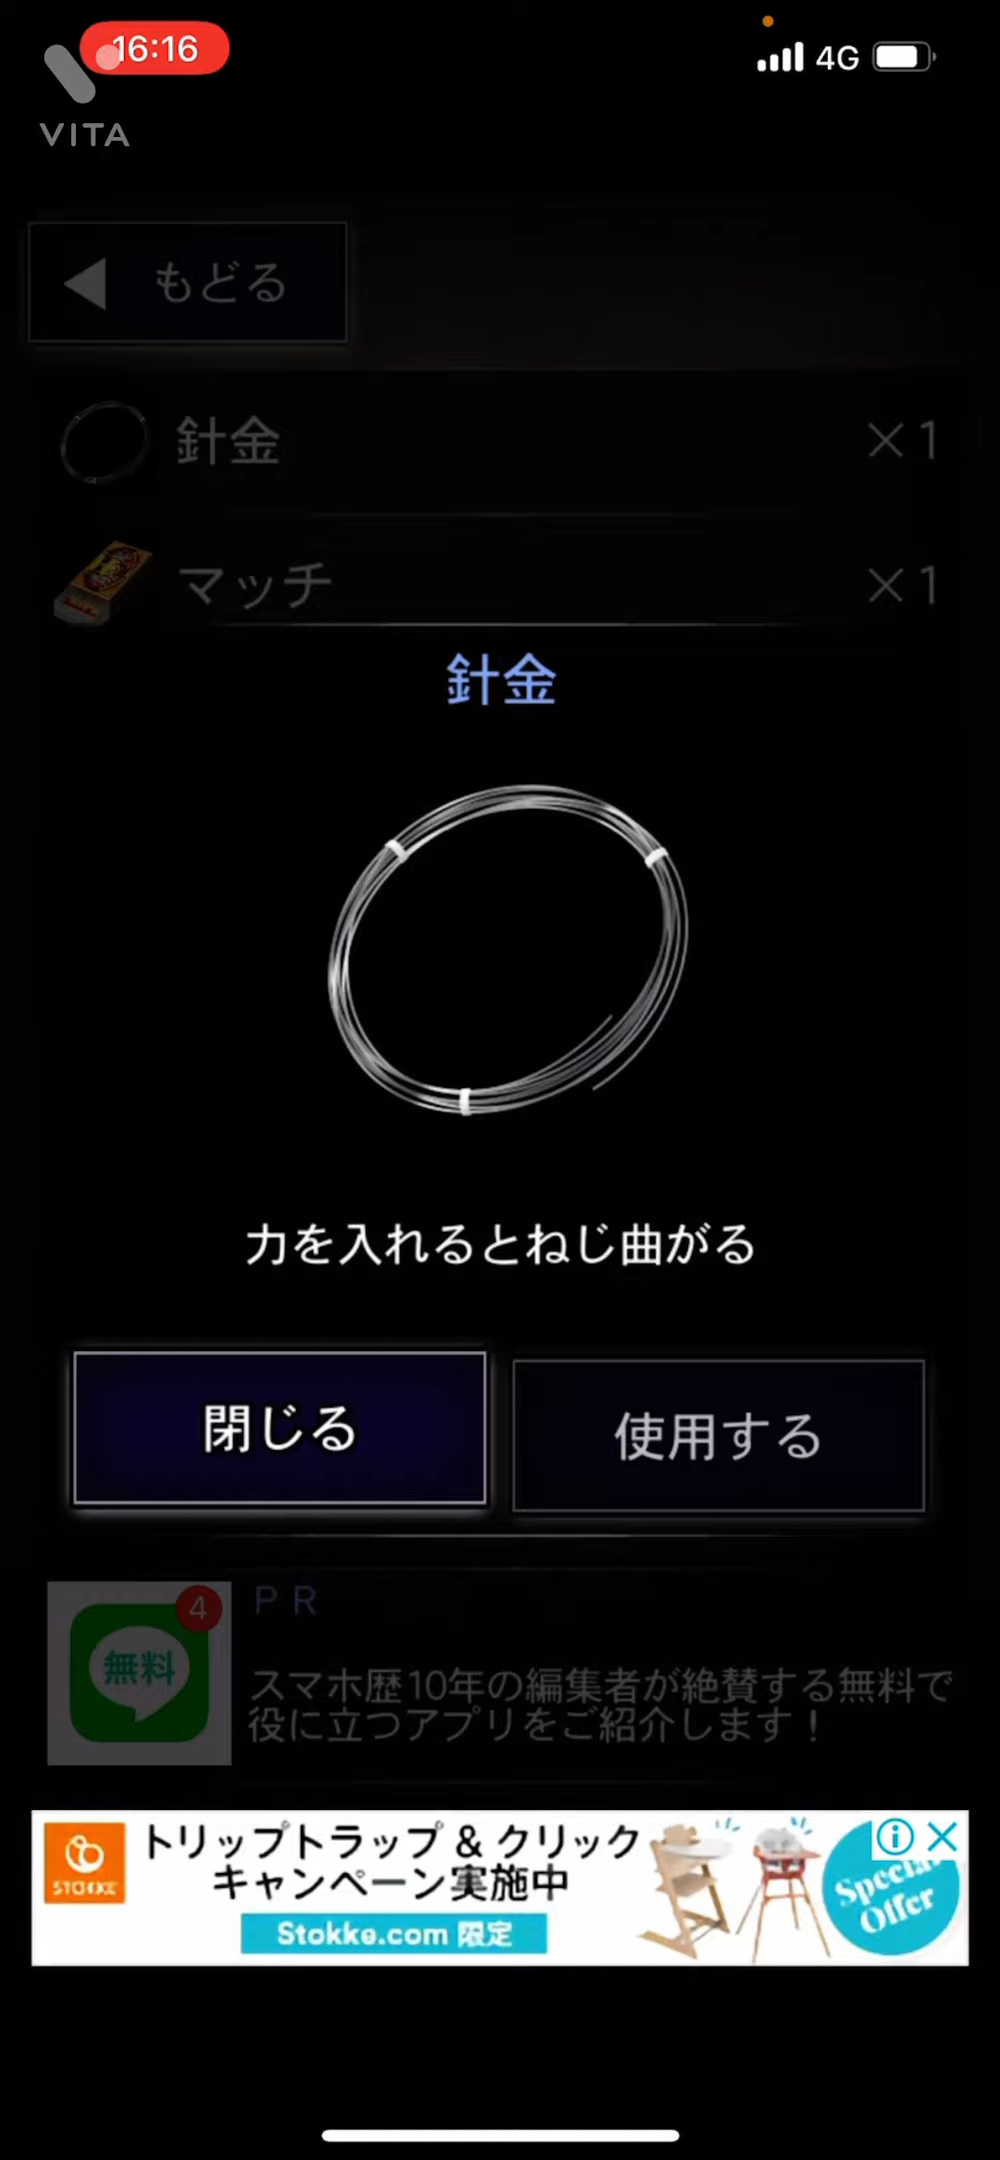 16:16
4G
VITA
もどる
針金 ×1
マッチ ×1
針金
力を入れるとねじ曲がる
閉じる
使用する
4
無料
PR
スマホ歴10年の編集者が絶賛する無料で
役に立つアプリをご紹介します！
STOKKE
トリップトラップ & クリック
キャンペーン実施中
Stokke.com 限定
Special
Offer